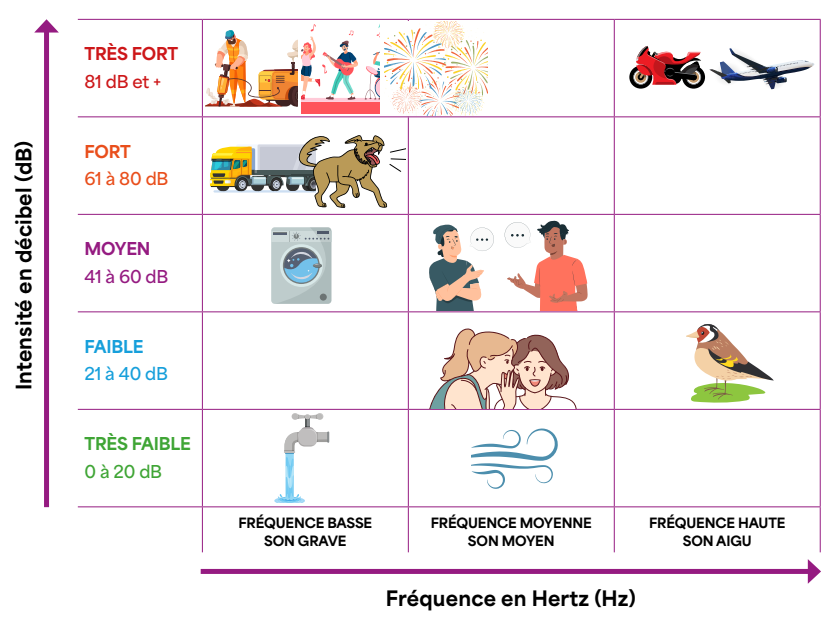 Intensité en décibel (dB)
TRÈS FORT
81 dB et +
FORT
61 à 80 dB
MOYEN
41 à 60 dB
FAIBLE
21 à 40 dB
TRÈS FAIBLE
0 à 20 dB
FRÉQUENCE BASSE
SON GRAVE
FRÉQUENCE MOYENNE
SON MOYEN
FRÉQUENCE HAUTE
SON AIGU
Fréquence en Hertz (Hz)